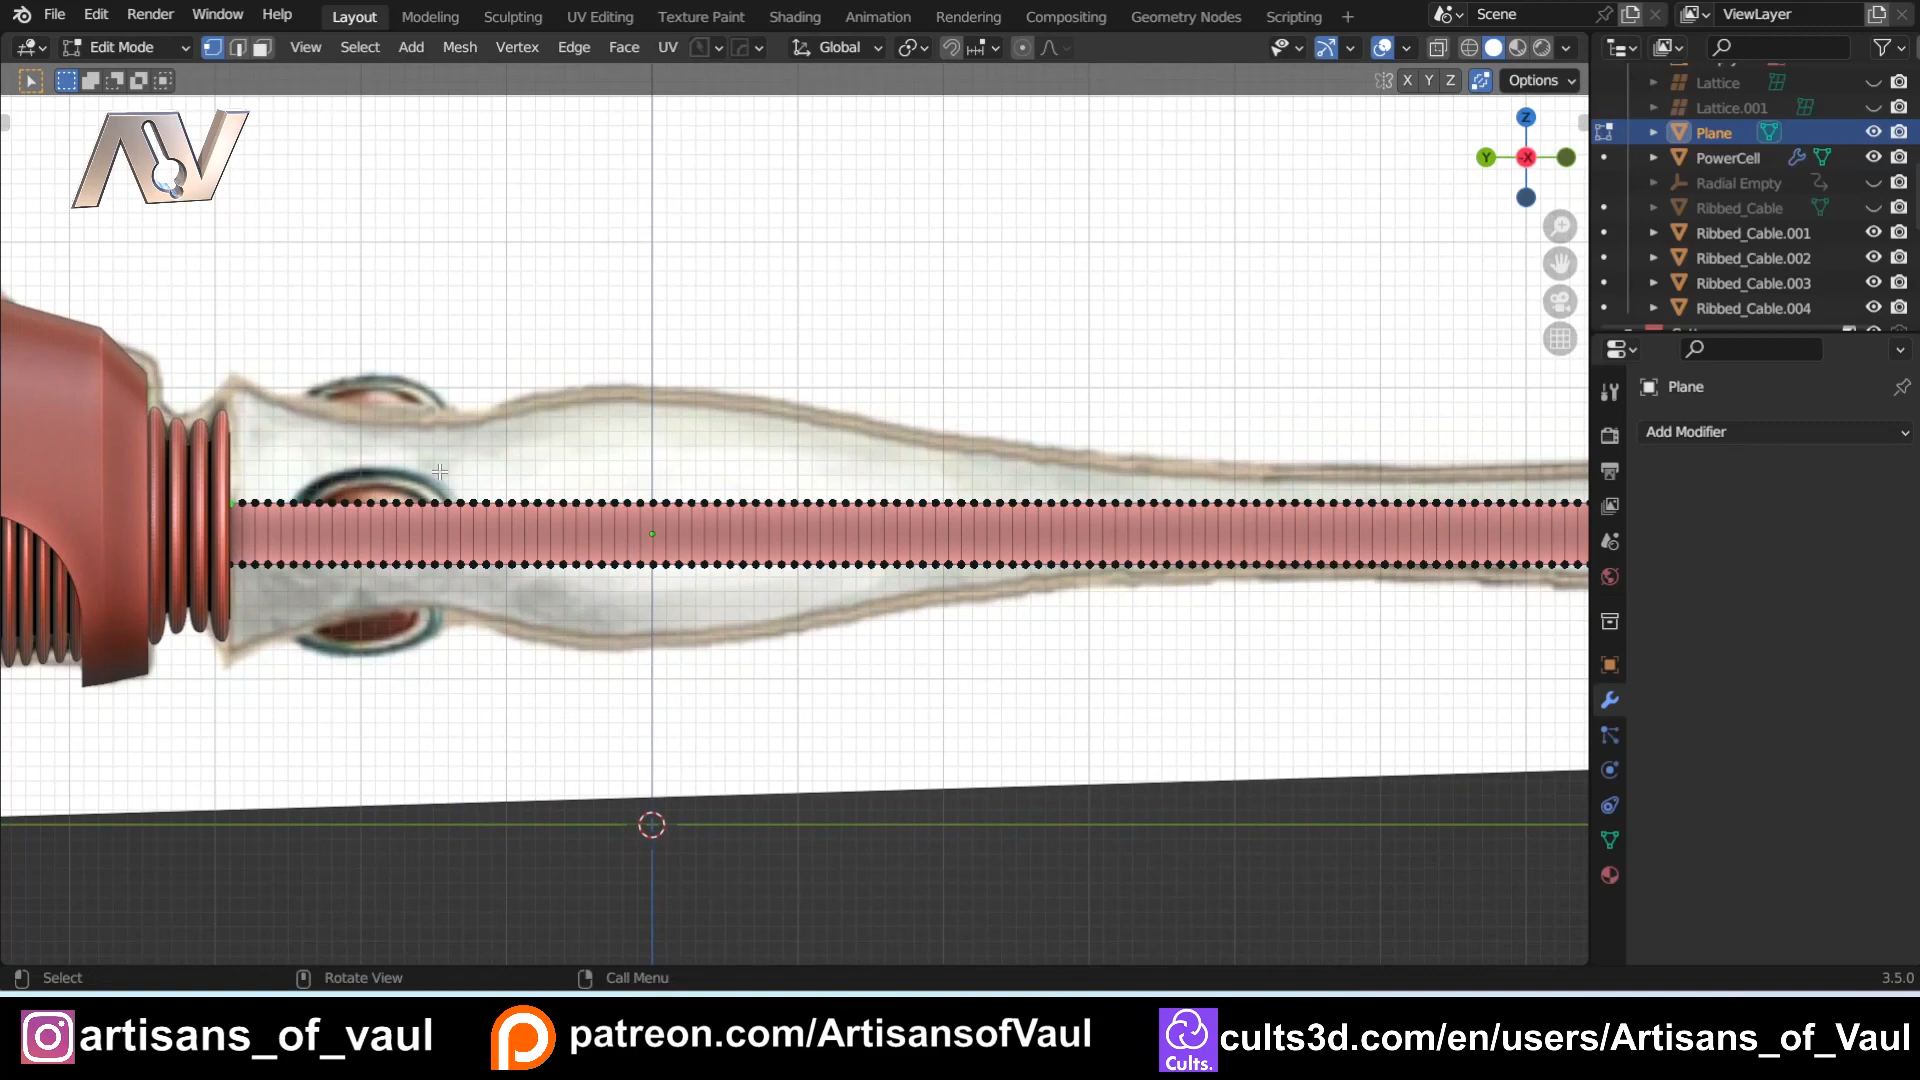 File Edit Render Window Help Layout Modeling Sculpting UV Editing Texture Paint Shading Animation Rendering Compositing Geometry Nodes Scripting + Scene ViewLayer
Edit Mode View Select Add Mesh Vertex Edge Face UV Global
X Y Z Options
AV
Z
Y -X
Lattice
Lattice.001
Plane
PowerCell
Radial Empty
Ribbed_Cable
Ribbed_Cable.001
Ribbed_Cable.002
Ribbed_Cable.003
Ribbed_Cable.004
Plane
Add Modifier
Select Rotate View Call Menu 3.5.0
artisans_of_vaul patreon.com/ArtisansofVaul Cults. cults3d.com/en/users/Artisans_of_Vaul